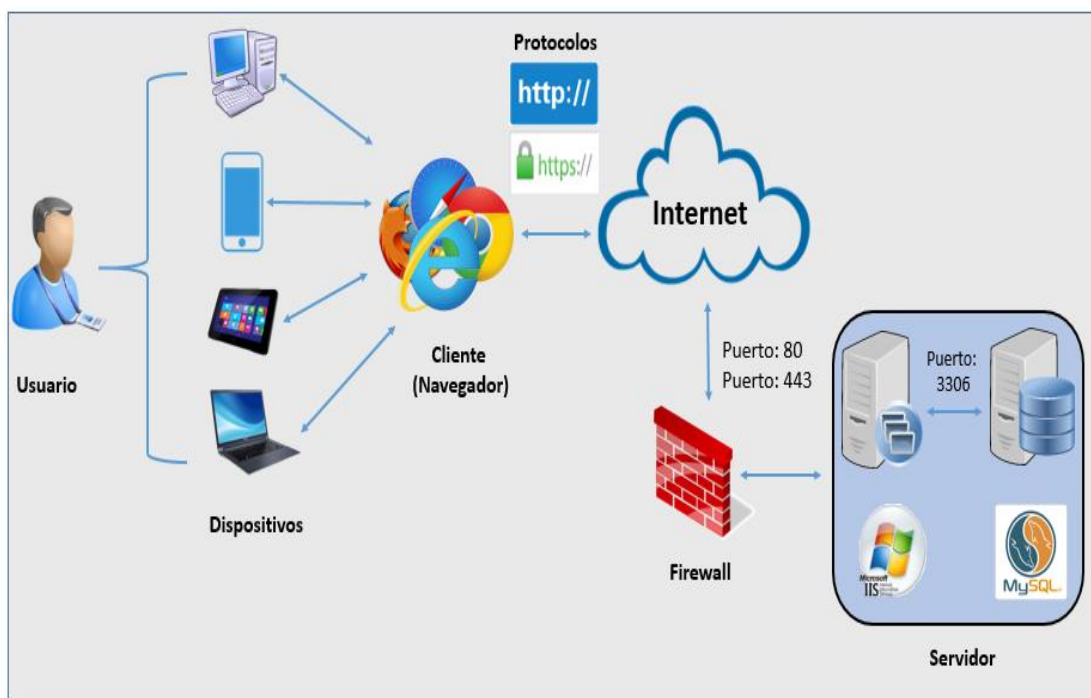 Protocolos
http://
https://
Internet
Usuario
Cliente
(Navegador)
Dispositivos
Puerto: 80
Puerto: 443
Firewall
Puerto:
3306
Microsoft
IIS
MySQL
Servidor